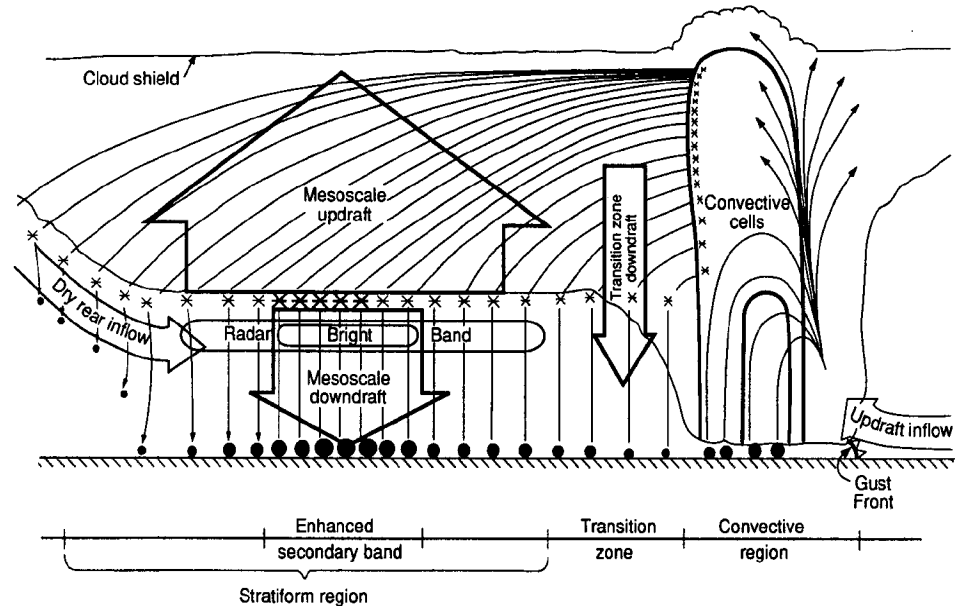 Cloud shield
Mesoscale
updraft
Transition zone
downdraft
Convective
cells
Dry rear inflow
Radar Bright Band
Mesoscale
downdraft
Updraft inflow
Gust
Front
Enhanced
secondary band
Transition
zone
Convective
region
Stratiform region